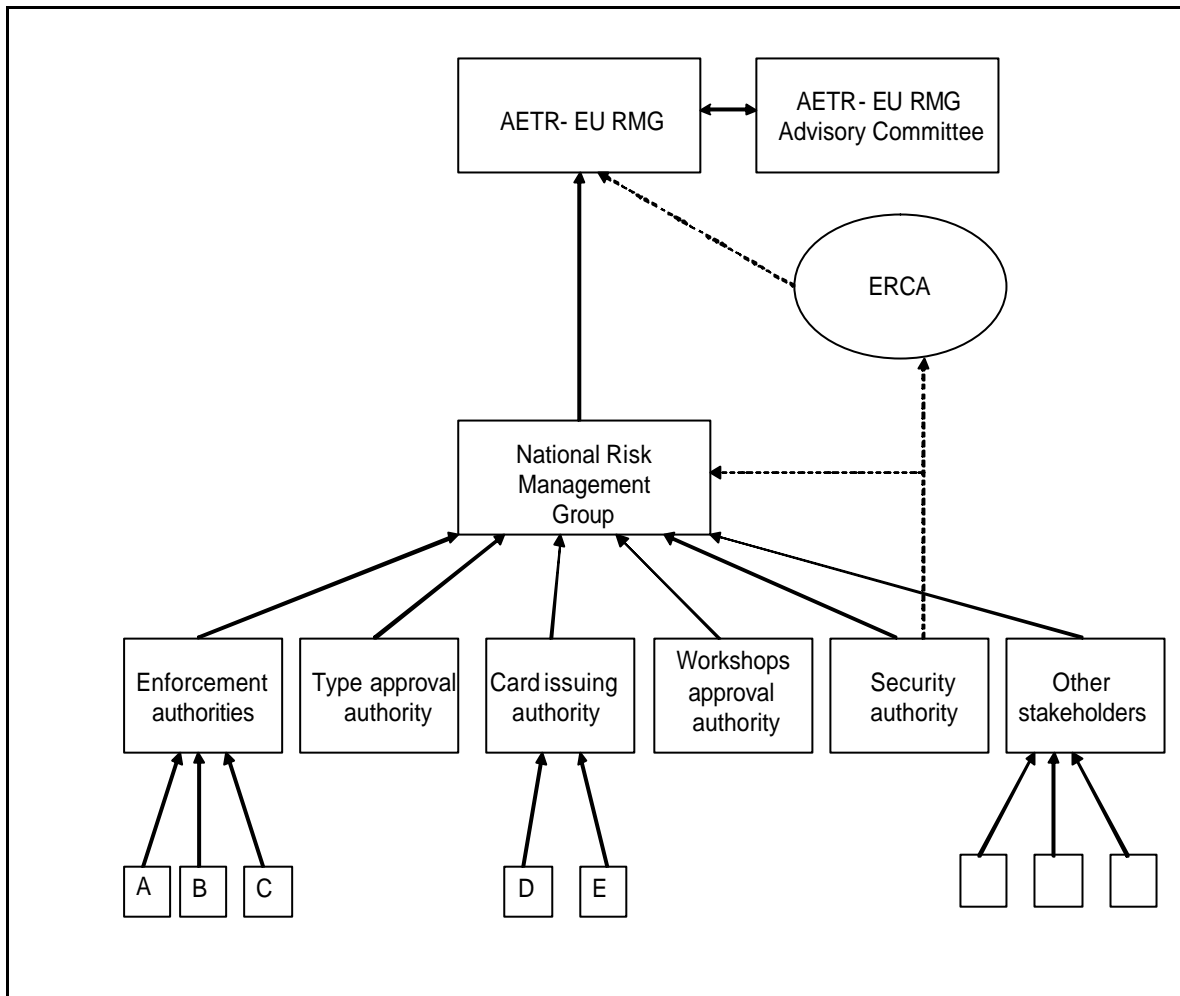 AETR- EU RMG
AETR- EU RMG
Advisory Committee
ERCA
National Risk
Management
Group
Enforcement
authorities
Type approval
authority
Card issuing
authority
Workshops
approval
authority
Security
authority
Other
stakeholders
A
B
C
D
E